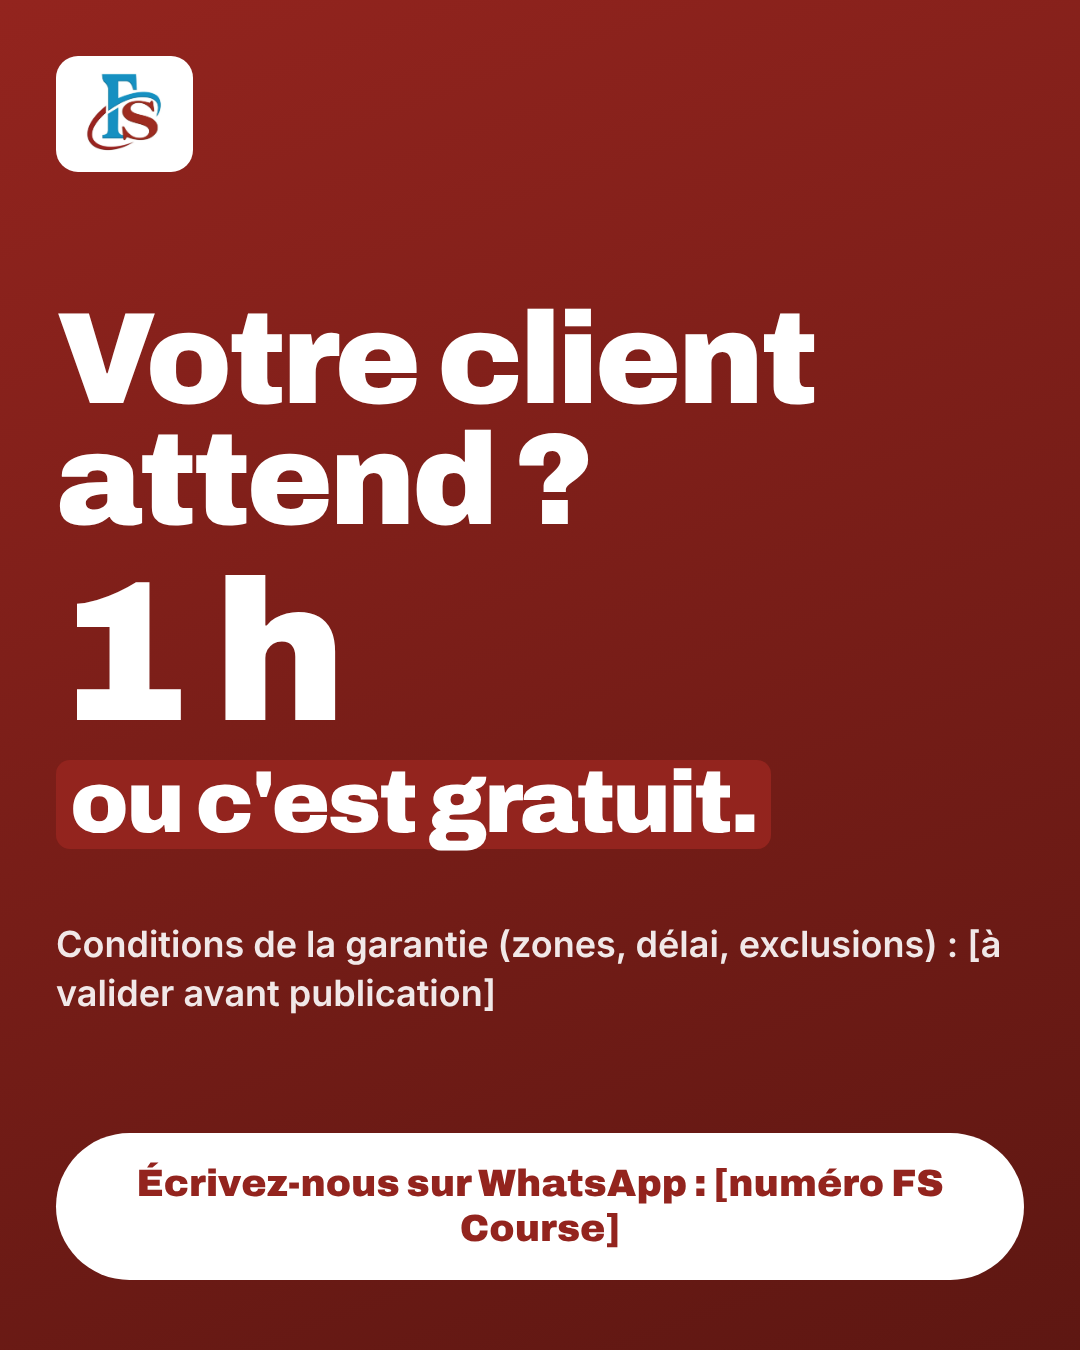 FS
Votre client
attend ?
1 h
ou c'est gratuit.
Conditions de la garantie (zones, délai, exclusions) : [à
valider avant publication]
Écrivez-nous sur WhatsApp : [numéro FS
Course]